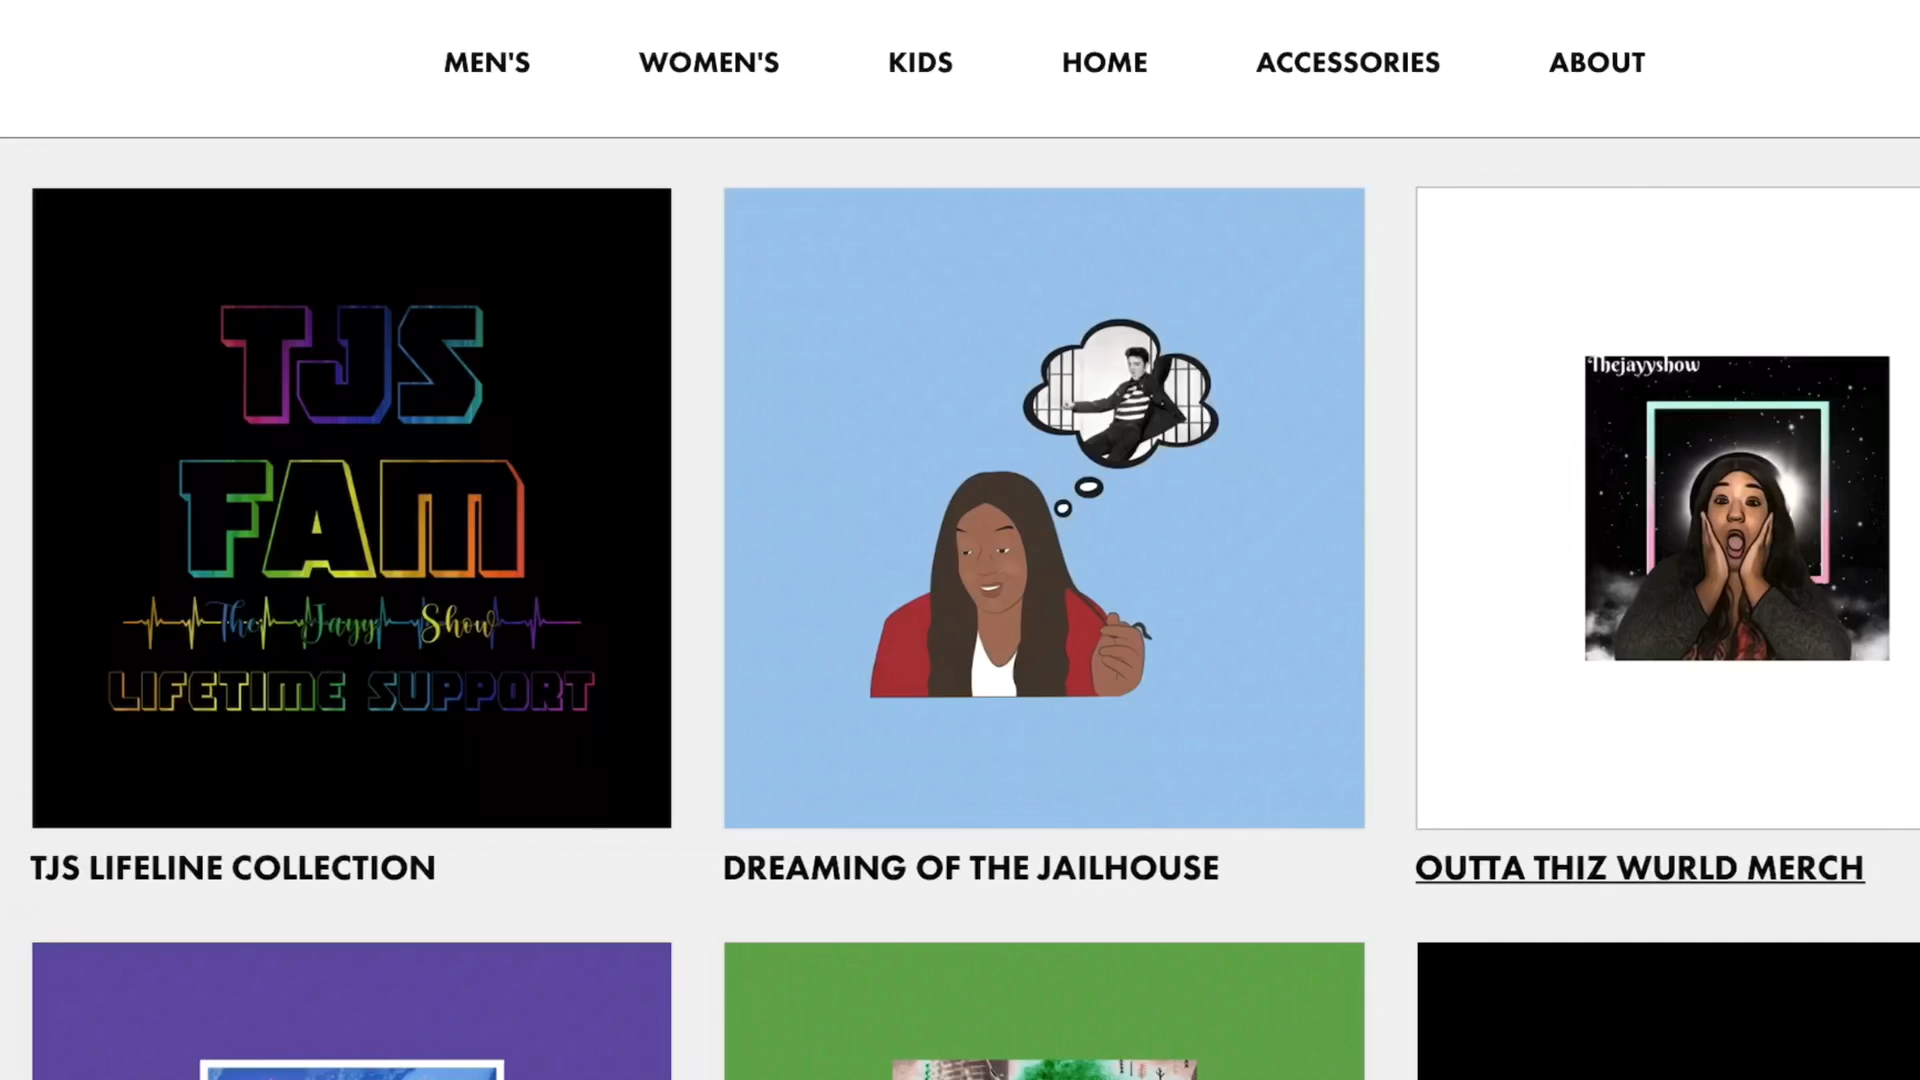 MEN'S WOMEN'S KIDS HOME ACCESSORIES ABOUT
TJS
FAM
The Jayy Show
LIFETIME SUPPORT
Thejayyshow
TJS LIFELINE COLLECTION
DREAMING OF THE JAILHOUSE
OUTTA THIZ WURLD MERCH